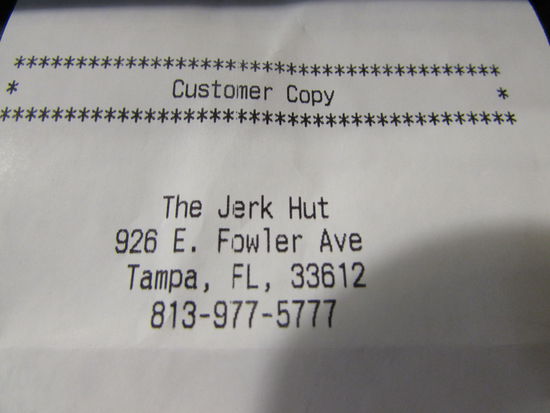 ****************************************
* Customer Copy *
****************************************
The Jerk Hut
926 E. Fowler Ave
Tampa, FL, 33612
813-977-5777